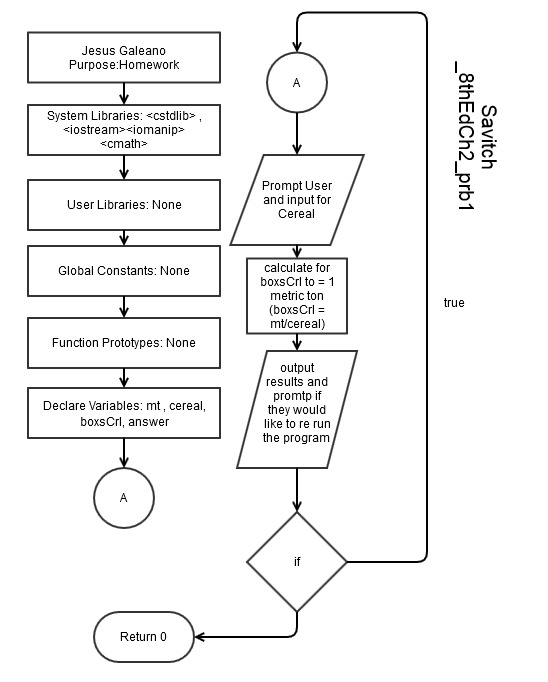 Jesus Galeano
Purpose:Homework
System Libraries: <cstdlib> ,
<iostream><iomanip>
<cmath>
User Libraries: None
Global Constants: None
Function Prototypes: None
Declare Variables: mt , cereal,
boxsCrl, answer
A
A
Prompt User
and input for
Cereal
calculate for
boxsCrl to = 1
metric ton
(boxsCrl =
mt/cereal)
output
results and
promtp if
they would
like to re run
the program
if
Return 0
true
Savitch
_8thEdCh2_prb1